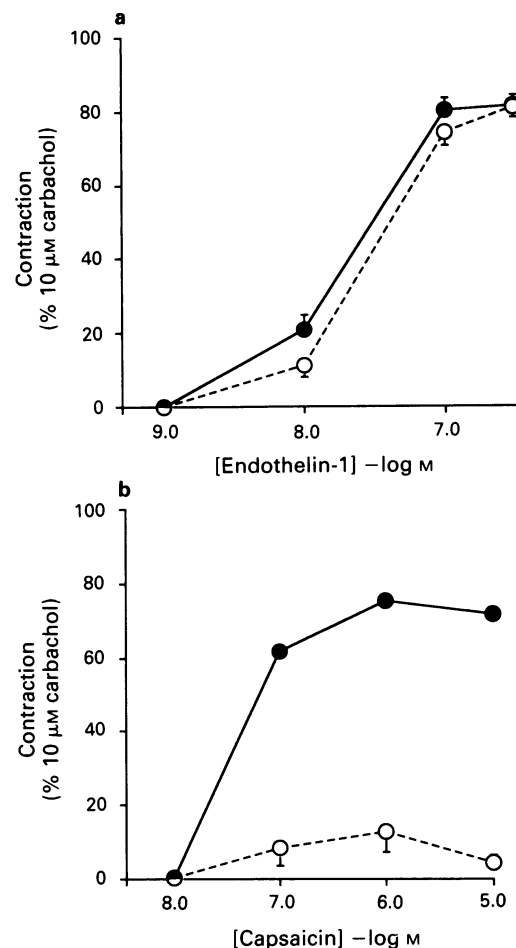 a
100
80
60
40
20
0
Contraction
(% 10 µM carbachol)
9.0 8.0 7.0
[Endothelin-1] −log M
b
100
80
60
40
20
0
Contraction
(% 10 µM carbachol)
8.0 7.0 6.0 5.0
[Capsaicin] −log M